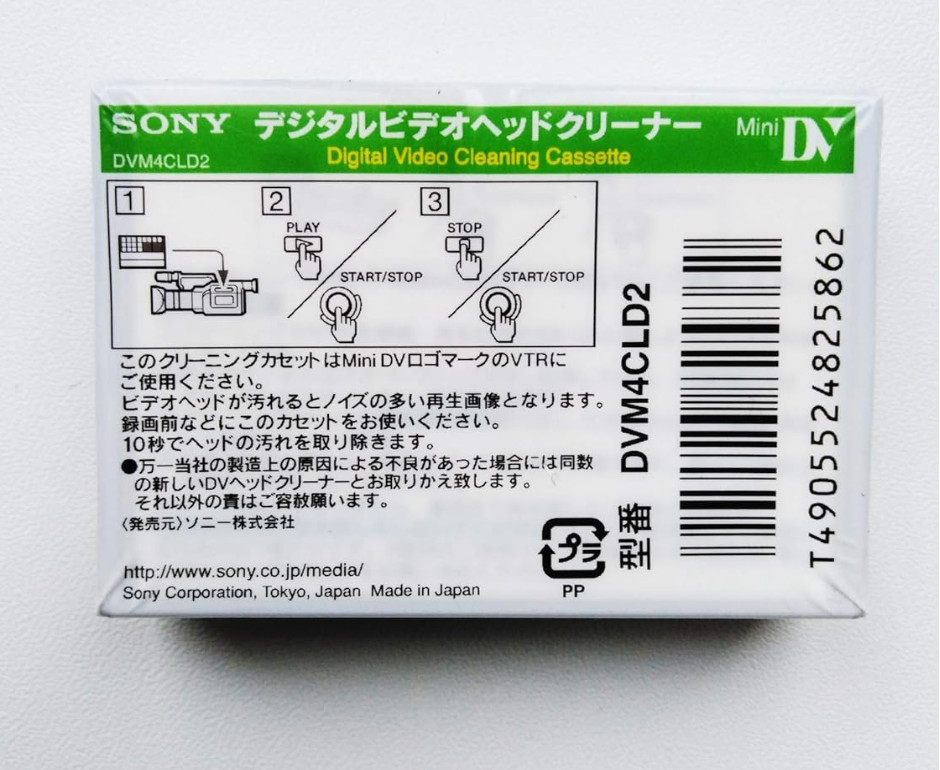 SONY デジタルビデオヘッドクリーナー Mini DV
DVM4CLD2 Digital Video Cleaning Cassette
1 2 3
PLAY STOP
START/STOP START/STOP
このクリーニングカセットはMini DVロゴマークのVTRに
ご使用ください。
ビデオヘッドが汚れるとノイズの多い再生画像となります。
録画前などにこのカセットをお使いください。
10秒でヘッドの汚れを取り除きます。
●万一当社の製造上の原因による不良があった場合には同数
の新しいDVヘッドクリーナーとお取りかえ致します。
それ以外の責はご容赦願います。
〈発売元〉ソニー株式会社
http://www.sony.co.jp/media/
Sony Corporation, Tokyo, Japan Made in Japan
プラ
PP
型番 DVM4CLD2
T4905524825862